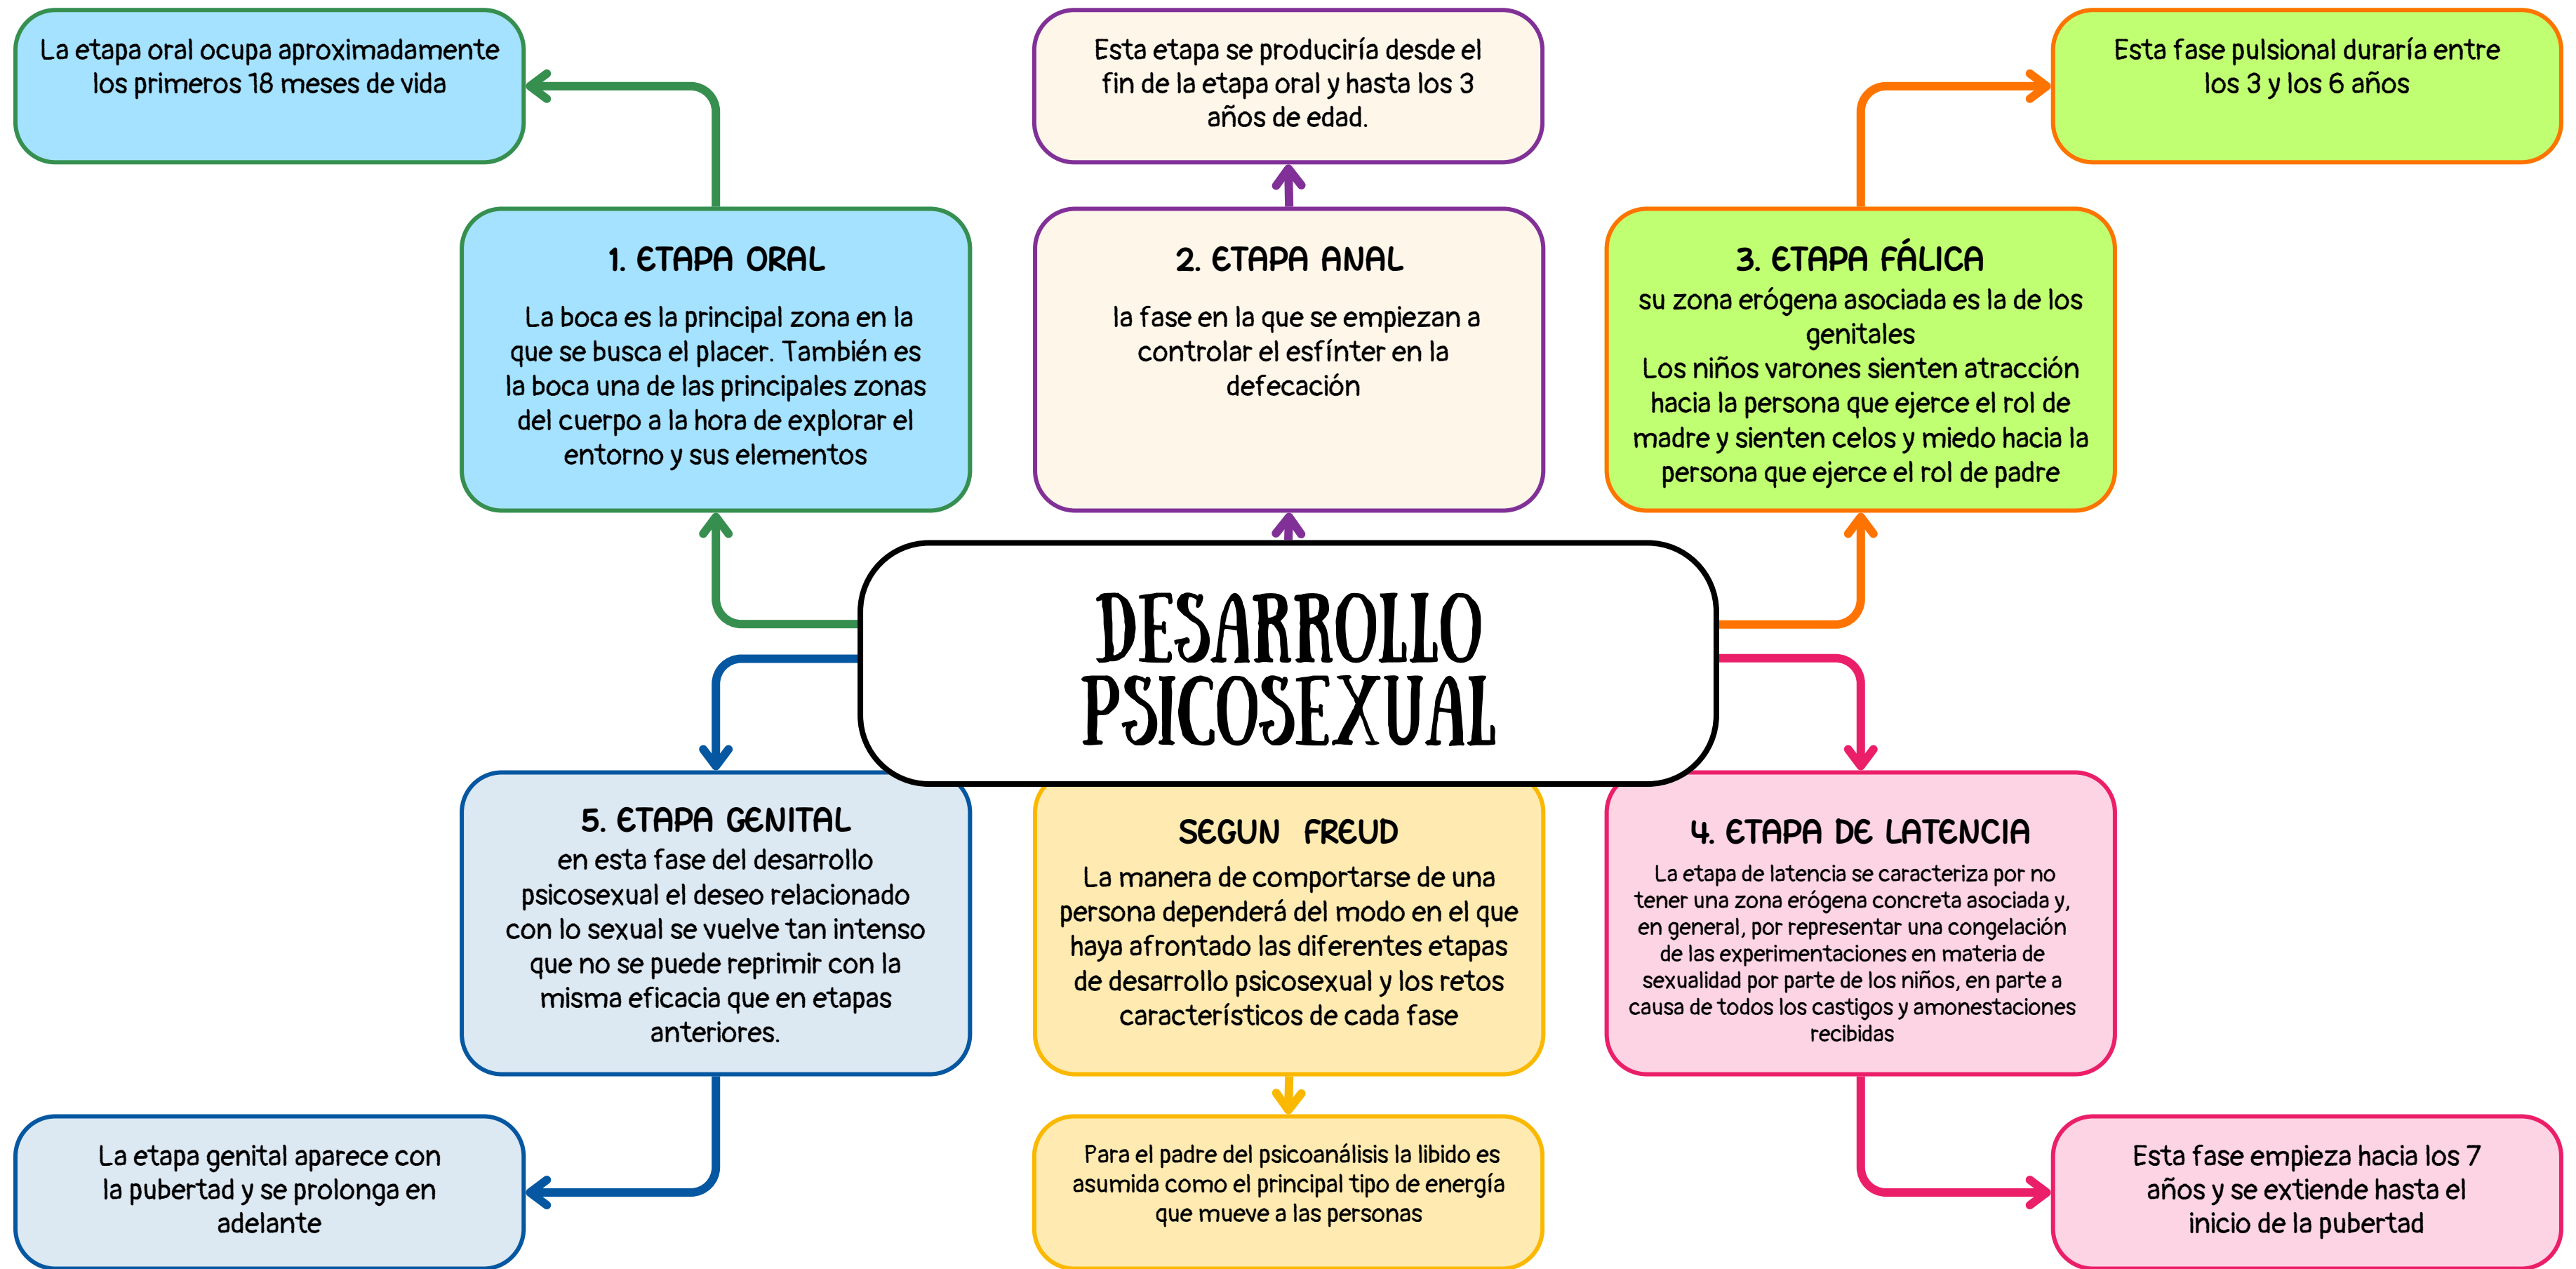 La etapa oral ocupa aproximadamente
los primeros 18 meses de vida
Esta etapa se produciría desde el
fin de la etapa oral y hasta los 3
años de edad.
Esta fase pulsional duraría entre
los 3 y los 6 años
1. ETAPA ORAL
La boca es la principal zona en la
que se busca el placer. También es
la boca una de las principales zonas
del cuerpo a la hora de explorar el
entorno y sus elementos
2. ETAPA ANAL
la fase en la que se empiezan a
controlar el esfínter en la
defecación
3. ETAPA FÁLICA
su zona erógena asociada es la de los
genitales
Los niños varones sienten atracción
hacia la persona que ejerce el rol de
madre y sienten celos y miedo hacia la
persona que ejerce el rol de padre
DESARROLLO
PSICOSEXUAL
5. ETAPA GENITAL
en esta fase del desarrollo
psicosexual el deseo relacionado
con lo sexual se vuelve tan intenso
que no se puede reprimir con la
misma eficacia que en etapas
anteriores.
SEGUN FREUD
La manera de comportarse de una
persona dependerá del modo en el que
haya afrontado las diferentes etapas
de desarrollo psicosexual y los retos
característicos de cada fase
4. ETAPA DE LATENCIA
La etapa de latencia se caracteriza por no
tener una zona erógena concreta asociada y,
en general, por representar una congelación
de las experimentaciones en materia de
sexualidad por parte de los niños, en parte a
causa de todos los castigos y amonestaciones
recibidas
La etapa genital aparece con
la pubertad y se prolonga en
adelante
Para el padre del psicoanálisis la libido es
asumida como el principal tipo de energía
que mueve a las personas
Esta fase empieza hacia los 7
años y se extiende hasta el
inicio de la pubertad